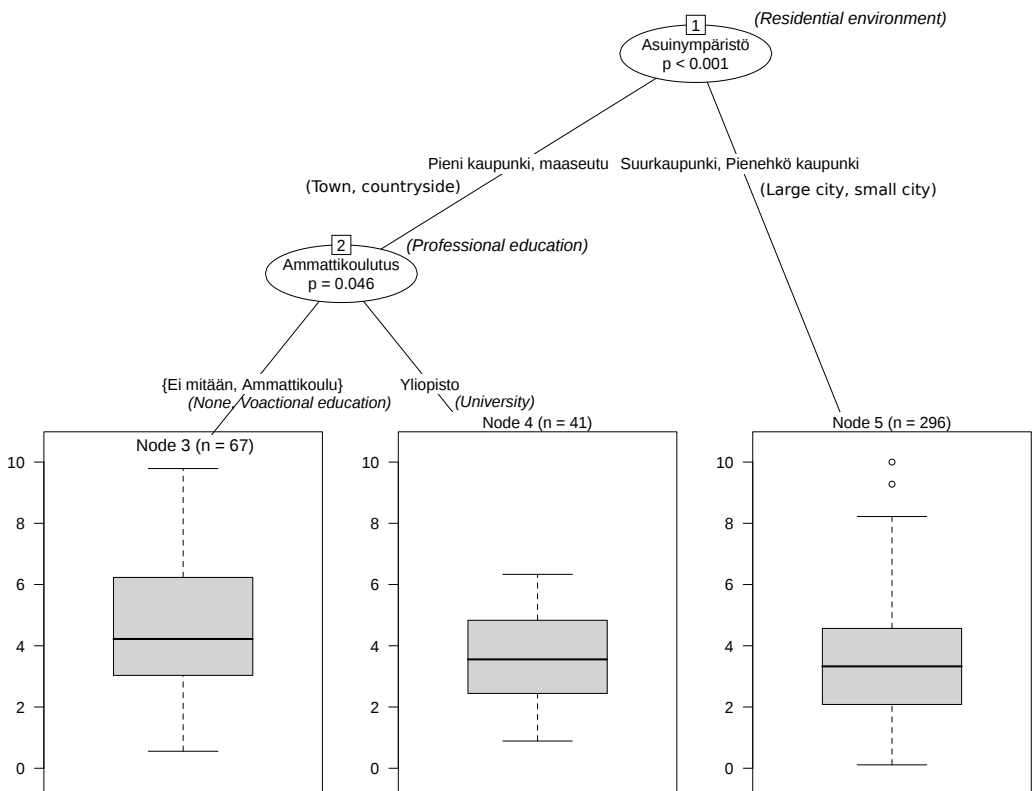 (Residential environment)
1
Asuinympäristö
p < 0.001
Pieni kaupunki, maaseutu
Suurkaupunki, Pienehkö kaupunki
(Town, countryside)
(Large city, small city)
2
(Professional education)
Ammattikoulutus
p = 0.046
{Ei mitään, Ammattikoulu}
Yliopisto
(None, Voactional education)
(University)
Node 3 (n = 67)
Node 4 (n = 41)
Node 5 (n = 296)
10
8
6
4
2
0
10
8
6
4
2
0
10
8
6
4
2
0